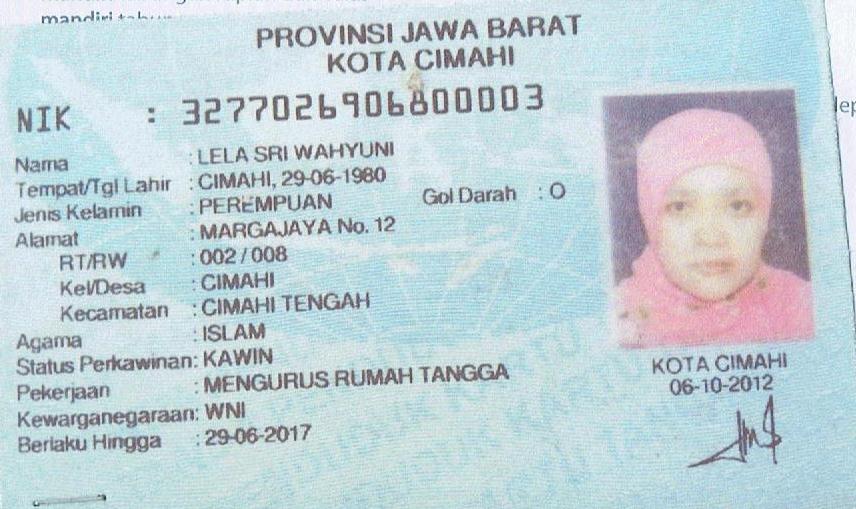 mandiri tahun
PROVINSI JAWA BARAT
KOTA CIMAHI
NIK : 3277026906800003
Nama : LELA SRI WAHYUNI
Tempat/Tgl Lahir : CIMAHI, 29-06-1980
Jenis Kelamin : PEREMPUAN Gol Darah : O
Alamat : MARGAJAYA No. 12
RT/RW : 002 / 008
Kel/Desa : CIMAHI
Kecamatan : CIMAHI TENGAH
Agama : ISLAM
Status Perkawinan: KAWIN
Pekerjaan : MENGURUS RUMAH TANGGA
Kewarganegaraan: WNI
Berlaku Hingga : 29-06-2017
KOTA CIMAHI
06-10-2012